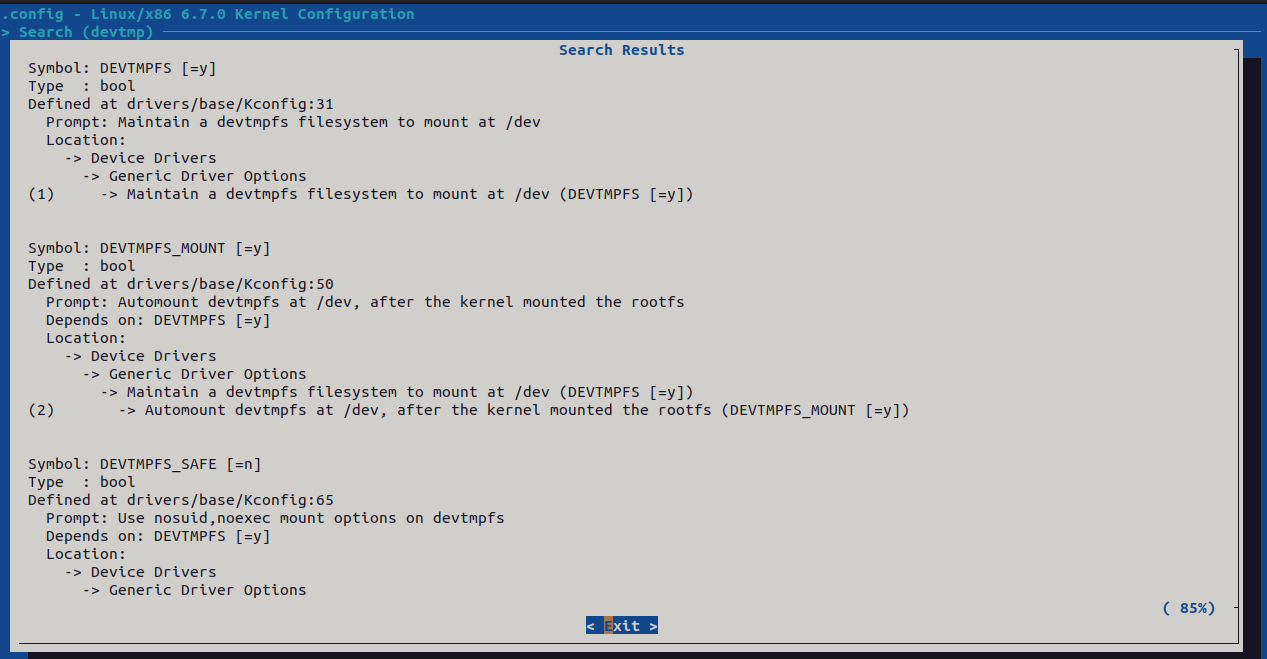 .config - Linux/x86 6.7.0 Kernel Configuration
> Search (devtmp)
Search Results
Symbol: DEVTMPFS [=y]
Type  : bool
Defined at drivers/base/Kconfig:31
  Prompt: Maintain a devtmpfs filesystem to mount at /dev
  Location:
    -> Device Drivers
      -> Generic Driver Options
(1)     -> Maintain a devtmpfs filesystem to mount at /dev (DEVTMPFS [=y])
Symbol: DEVTMPFS_MOUNT [=y]
Type  : bool
Defined at drivers/base/Kconfig:50
  Prompt: Automount devtmpfs at /dev, after the kernel mounted the rootfs
  Depends on: DEVTMPFS [=y]
  Location:
    -> Device Drivers
      -> Generic Driver Options
        -> Maintain a devtmpfs filesystem to mount at /dev (DEVTMPFS [=y])
(2)       -> Automount devtmpfs at /dev, after the kernel mounted the rootfs (DEVTMPFS_MOUNT [=y])
Symbol: DEVTMPFS_SAFE [=n]
Type  : bool
Defined at drivers/base/Kconfig:65
  Prompt: Use nosuid,noexec mount options on devtmpfs
  Depends on: DEVTMPFS [=y]
  Location:
    -> Device Drivers
      -> Generic Driver Options
( 85%)
< Exit >